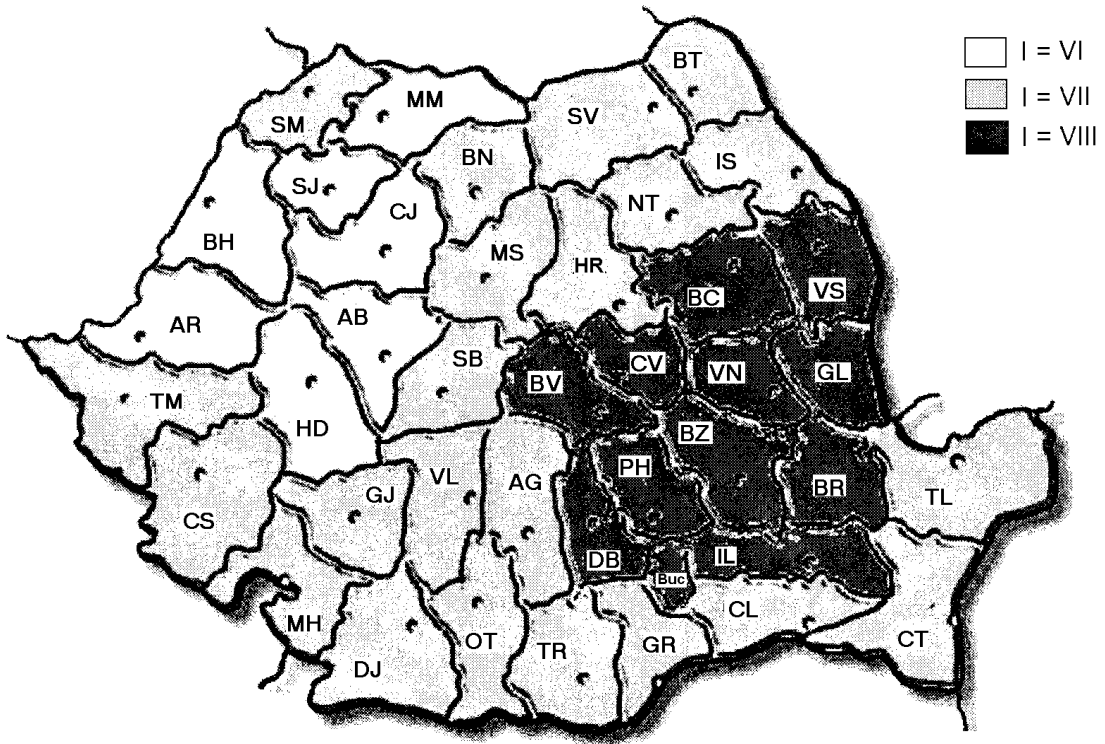 BT
I = VI
MM
SV
I = VII
SM
I = VIII
BN
IS
SJ
CJ
NT
BH
MS
HR
BC
VS
AR
AB
SB
CV
VN
GL
BV
TM
HD
BZ
PH
VL
AG
BR
GJ
TL
CS
DB
IL
Buc
MH
CL
OT
TR
GR
CT
DJ